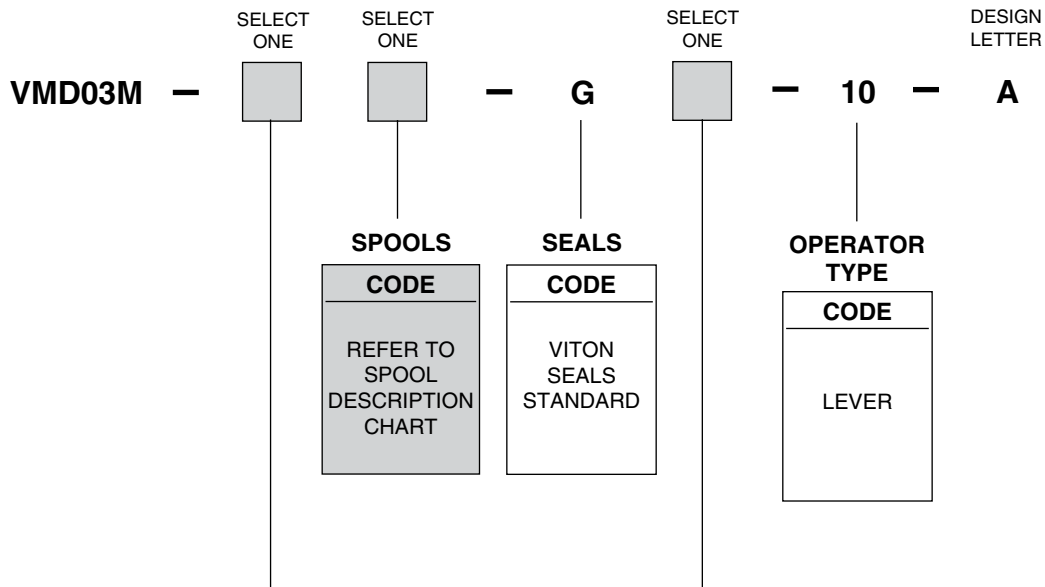 SELECT
ONE
SELECT
ONE
SELECT
ONE
DESIGN
LETTER
VMD03M – – G – 10 – A
SPOOLS
CODE
REFER TO
SPOOL
DESCRIPTION
CHART
SEALS
CODE
VITON
SEALS
STANDARD
OPERATOR
TYPE
CODE
LEVER